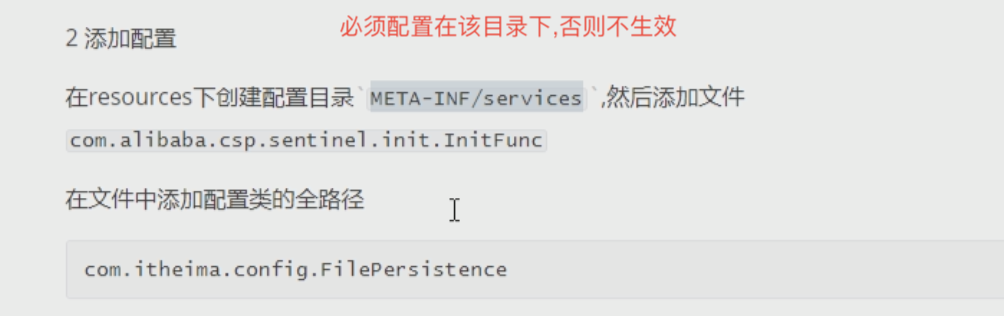 必须配置在该目录下,否则不生效
2 添加配置
在resources下创建配置目录`META-INF/services`,然后添加文件
com.alibaba.csp.sentinel.init.InitFunc
在文件中添加配置类的全路径
com.itheima.config.FilePersistence